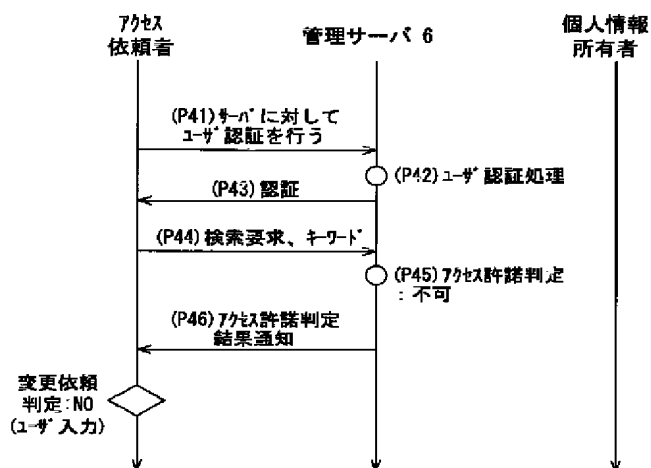 アクセス
依頼者
管理サーバ 6
個人情報
所有者
(P41)サーバに対して
ユーザ認証を行う
(P42)ユーザ認証処理
(P43)認証
(P44)検索要求、キーワード
(P45)アクセス許諾判定
:不可
(P46)アクセス許諾判定
結果通知
変更依頼
判定:NO
(ユーザ入力)